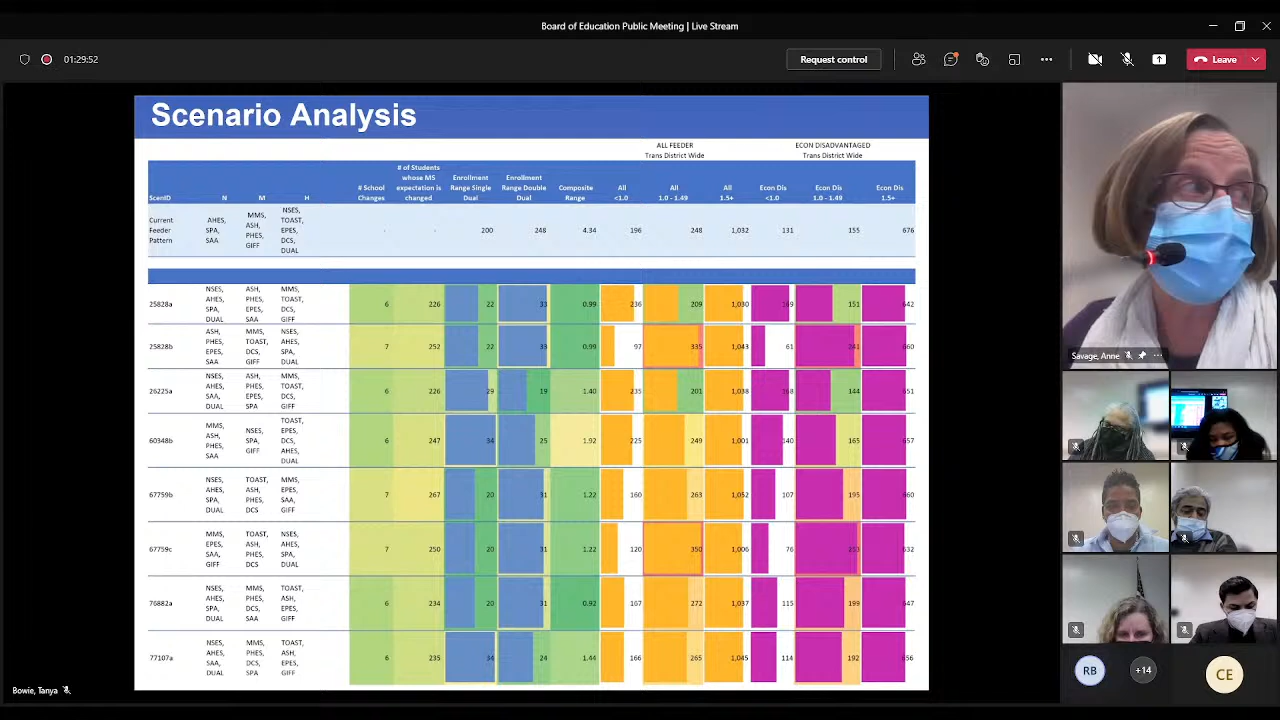 Board of Education Public Meeting | Live Stream
01:29:52
Request control
Leave
Scenario Analysis
ALL FEEDER
Trans District Wide
ECON DISADVANTAGED
Trans District Wide
ScenID N M H # School Changes # of Students whose MS expectation is changed Enrollment Range Single Dual Enrollment Range Double Dual Composite Range All <1.0 All 1.0 - 1.49 All 1.5+ Econ Dis <1.0 Econ Dis 1.0 - 1.49 Econ Dis 1.5+
Current Feeder Pattern AHES, SPA, SAA MMS, ASH, PHES, GIFF NSES, TOAST, EPES, DCS, DUAL - - 200 248 4.34 196 248 1,032 131 155 676
25828a NSES, AHES, SPA, DUAL ASH, PHES, EPES, SAA MMS, TOAST, DCS, GIFF 6 226 22 33 0.99 236 209 1,030 169 151 642
25828b ASH, PHES, EPES, SAA MMS, TOAST, DCS, GIFF NSES, AHES, SPA, DUAL 7 252 22 33 0.99 97 335 1,043 61 241 660
26225a NSES, AHES, SAA, DUAL ASH, PHES, EPES, SPA MMS, TOAST, DCS, GIFF 6 226 29 19 1.40 235 201 1,038 168 144 651
60348b MMS, ASH, PHES, SAA NSES, SPA, GIFF TOAST, EPES, DCS, AHES, DUAL 6 247 34 25 1.92 225 249 1,001 140 165 657
67759b NSES, AHES, SPA, DUAL TOAST, ASH, PHES, DCS MMS, EPES, SAA, GIFF 7 267 20 31 1.22 160 263 1,052 107 195 660
67759c MMS, EPES, SAA, GIFF TOAST, ASH, PHES, DCS NSES, AHES, SPA, DUAL 7 250 20 31 1.22 120 350 1,006 76 253 632
76882a NSES, AHES, SPA, DUAL MMS, PHES, DCS, SAA TOAST, ASH, EPES, GIFF 6 234 20 31 0.92 167 272 1,037 115 199 647
77107a NSES, AHES, SAA, DUAL MMS, PHES, DCS, SPA TOAST, ASH, EPES, GIFF 6 235 34 24 1.44 166 265 1,045 114 192 656
Savage, Anne
RB
+14
CE
Bowie, Tanya